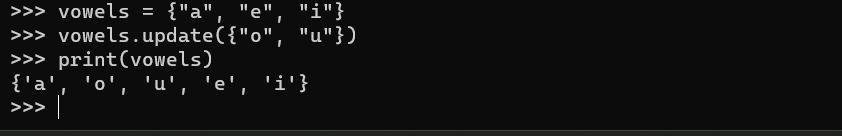 >>> vowels = {"a", "e", "i"}
>>> vowels.update({"o", "u"})
>>> print(vowels)
{'a', 'o', 'u', 'e', 'i'}
>>>